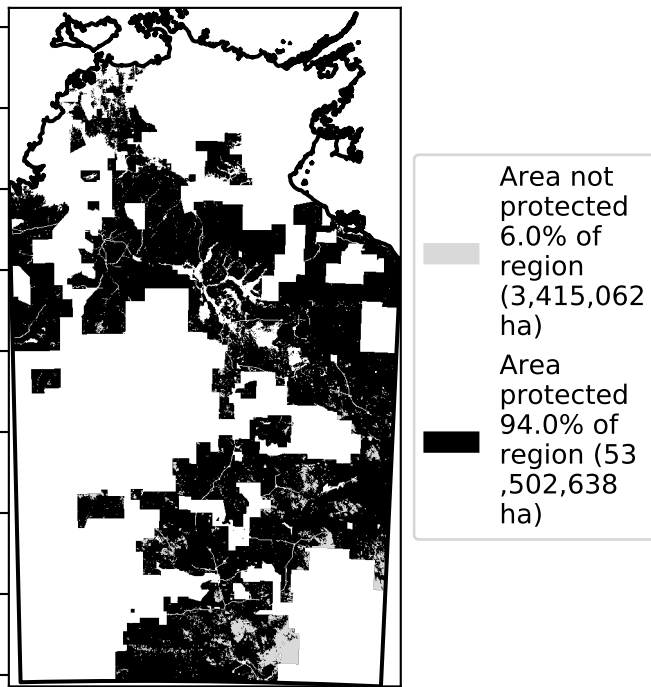 Area not
protected
6.0% of
region
(3,415,062
ha)
Area
protected
94.0% of
region (53
,502,638
ha)